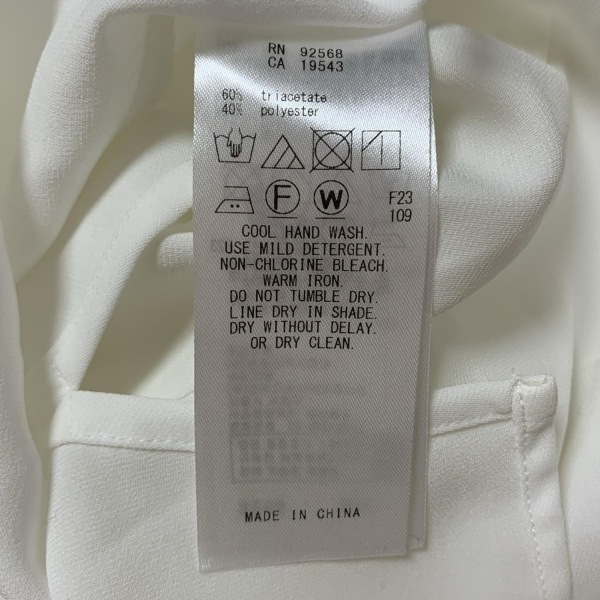 RN 92568
CA 19543
60% triacetate
40% polyester
F W F23
109
COOL HAND WASH.
USE MILD DETERGENT.
NON-CHLORINE BLEACH.
WARM IRON.
DO NOT TUMBLE DRY.
LINE DRY IN SHADE.
DRY WITHOUT DELAY.
OR DRY CLEAN.
MADE IN CHINA